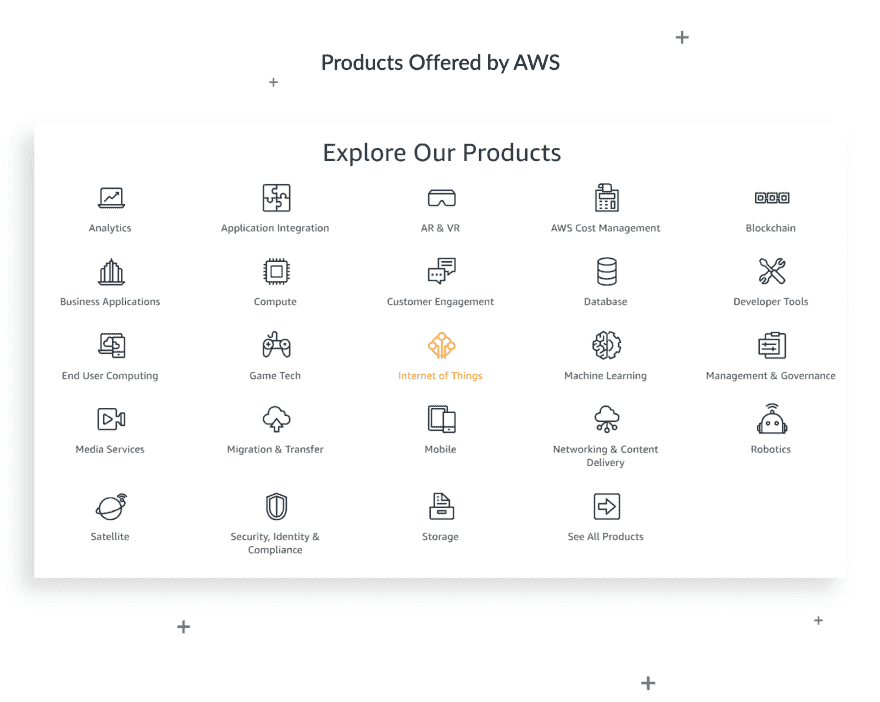 Products Offered by AWS
Explore Our Products
Analytics
Application Integration
AR & VR
AWS Cost Management
Blockchain
Business Applications
Compute
Customer Engagement
Database
Developer Tools
End User Computing
Game Tech
Internet of Things
Machine Learning
Management & Governance
Media Services
Migration & Transfer
Mobile
Networking & Content
Delivery
Robotics
Satellite
Security, Identity &
Compliance
Storage
See All Products